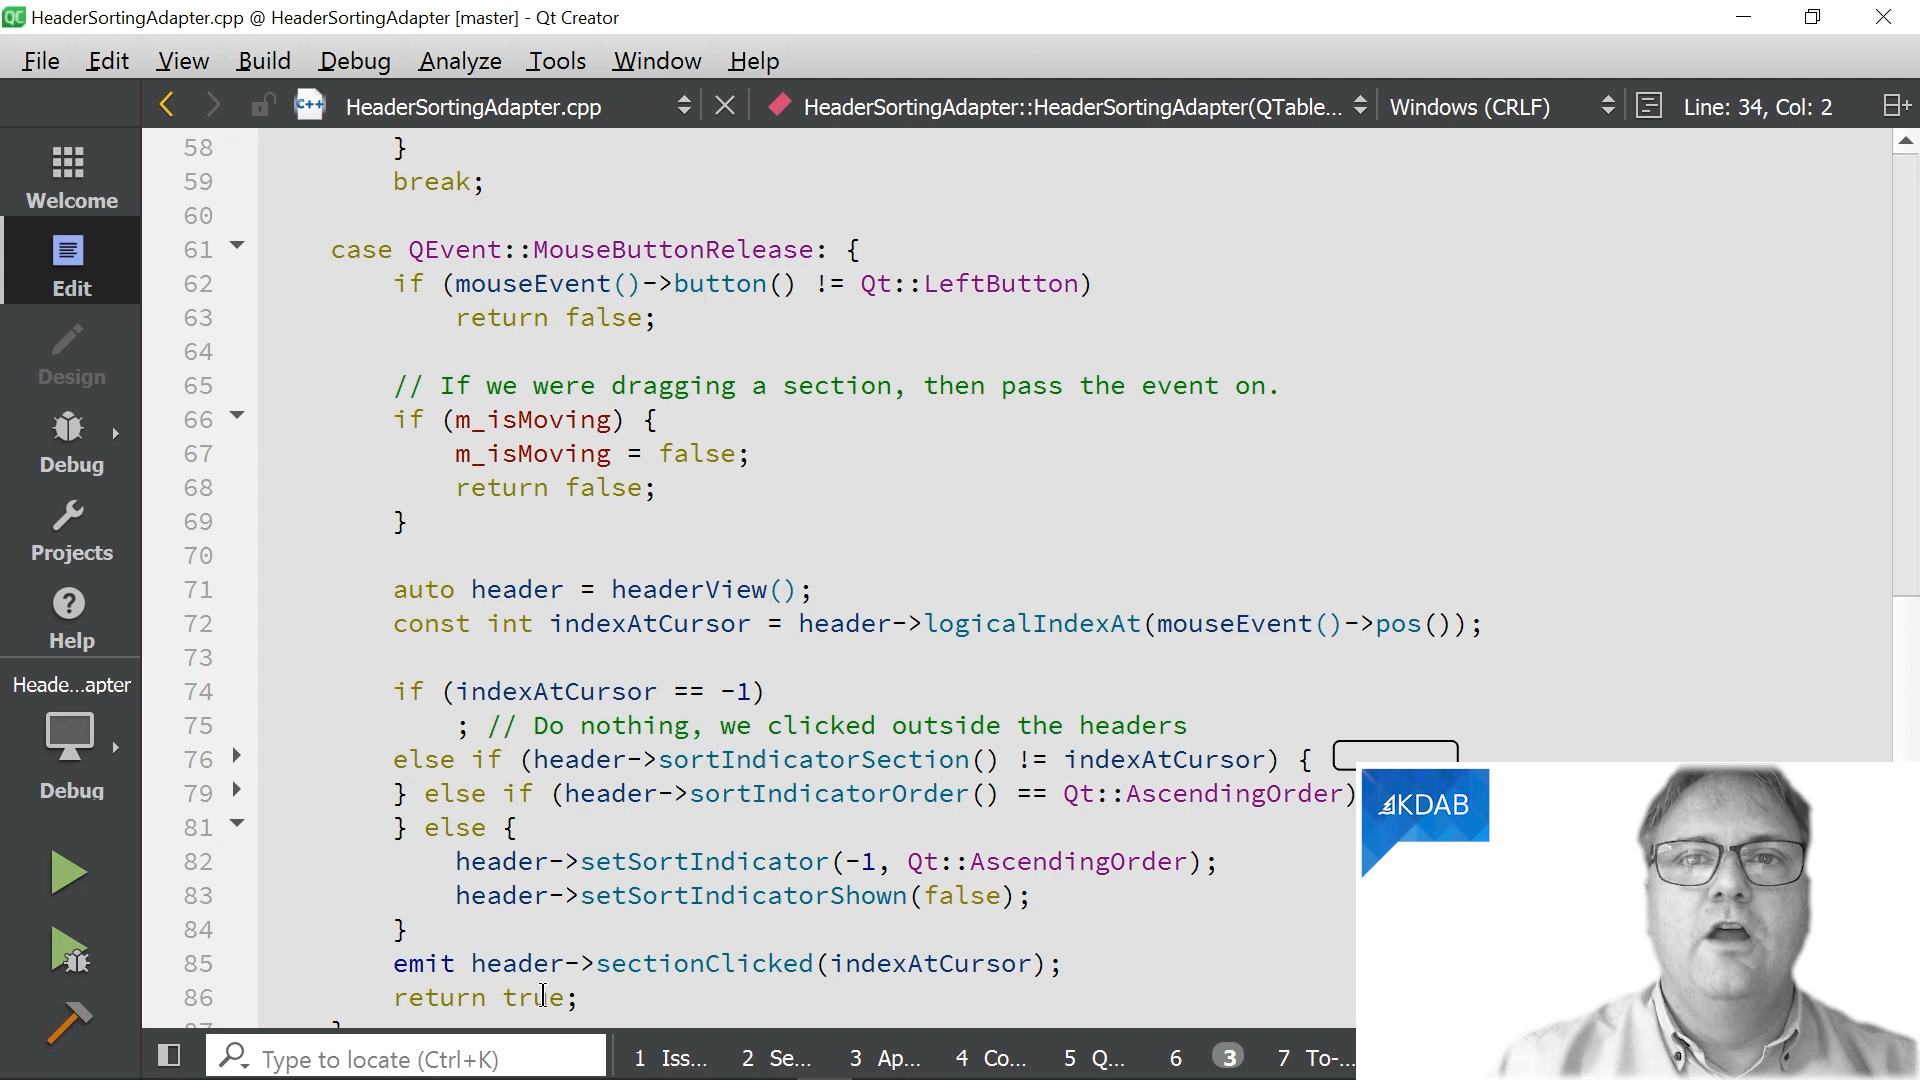 HeaderSortingAdapter.cpp @ HeaderSortingAdapter [master] - Qt Creator
File Edit View Build Debug Analyze Tools Window Help
C++ HeaderSortingAdapter.cpp HeaderSortingAdapter::HeaderSortingAdapter(QTable... Windows (CRLF) Line: 34, Col: 2
Welcome
Edit
Design
Debug
Projects
Help
Heade...apter
Debug
58 }
59 break;
60
61 case QEvent::MouseButtonRelease: {
62 if (mouseEvent()->button() != Qt::LeftButton)
63 return false;
64
65 // If we were dragging a section, then pass the event on.
66 if (m_isMoving) {
67 m_isMoving = false;
68 return false;
69 }
70
71 auto header = headerView();
72 const int indexAtCursor = header->logicalIndexAt(mouseEvent()->pos());
73
74 if (indexAtCursor == -1)
75 ; // Do nothing, we clicked outside the headers
76 else if (header->sortIndicatorSection() != indexAtCursor) {
79 } else if (header->sortIndicatorOrder() == Qt::AscendingOrder)
81 } else {
82 header->setSortIndicator(-1, Qt::AscendingOrder);
83 header->setSortIndicatorShown(false);
84 }
85 emit header->sectionClicked(indexAtCursor);
86 return true;
KDAB
Type to locate (Ctrl+K) 1 Iss... 2 Se... 3 Ap... 4 Co... 5 Q... 6 3 7 To-...